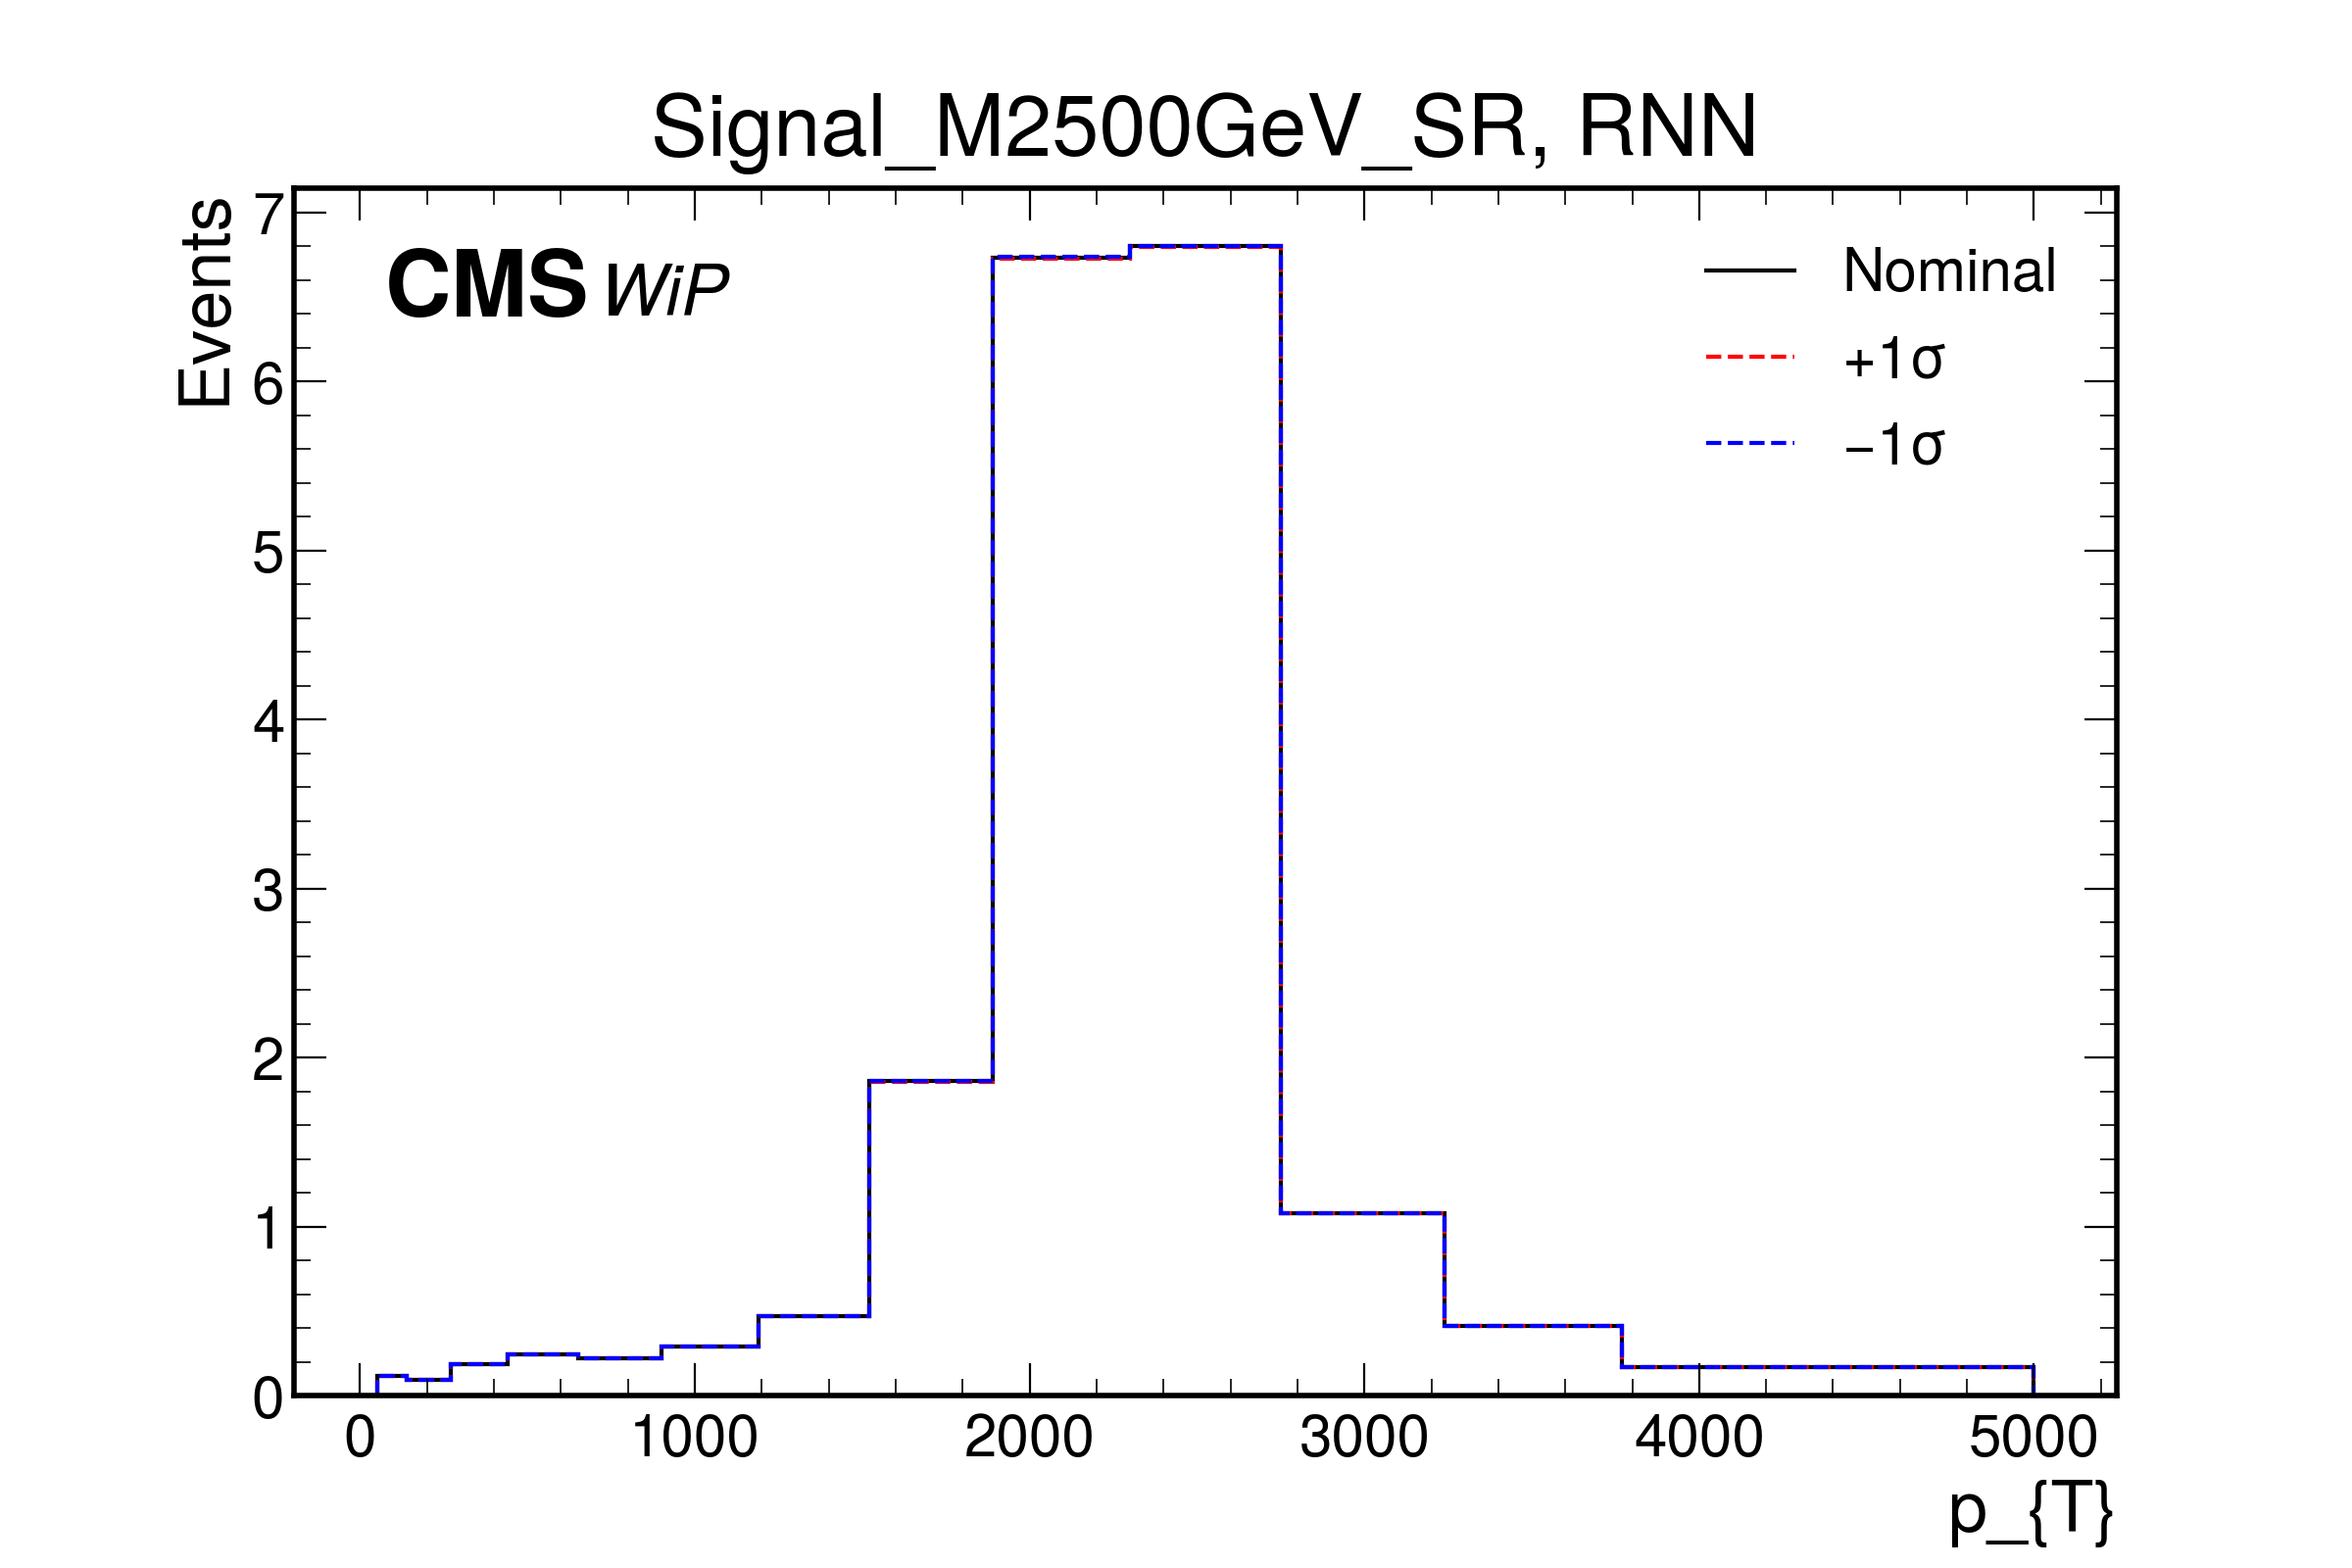 Signal_M2500GeV_SR, RNN
Events
CMS WiP
Nominal
+1σ
−1σ
7
6
5
4
3
2
1
0
0 1000 2000 3000 4000 5000
p_{T}